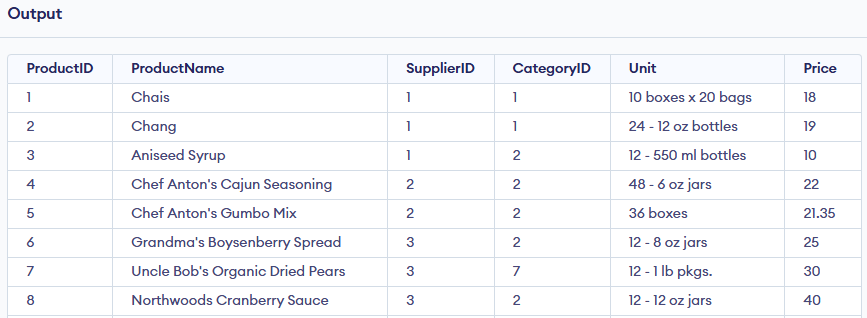 Output
ProductID ProductName SupplierID CategoryID Unit Price
1 Chais 1 1 10 boxes x 20 bags 18
2 Chang 1 1 24 - 12 oz bottles 19
3 Aniseed Syrup 1 2 12 - 550 ml bottles 10
4 Chef Anton's Cajun Seasoning 2 2 48 - 6 oz jars 22
5 Chef Anton's Gumbo Mix 2 2 36 boxes 21.35
6 Grandma's Boysenberry Spread 3 2 12 - 8 oz jars 25
7 Uncle Bob's Organic Dried Pears 3 7 12 - 1 lb pkgs. 30
8 Northwoods Cranberry Sauce 3 2 12 - 12 oz jars 40